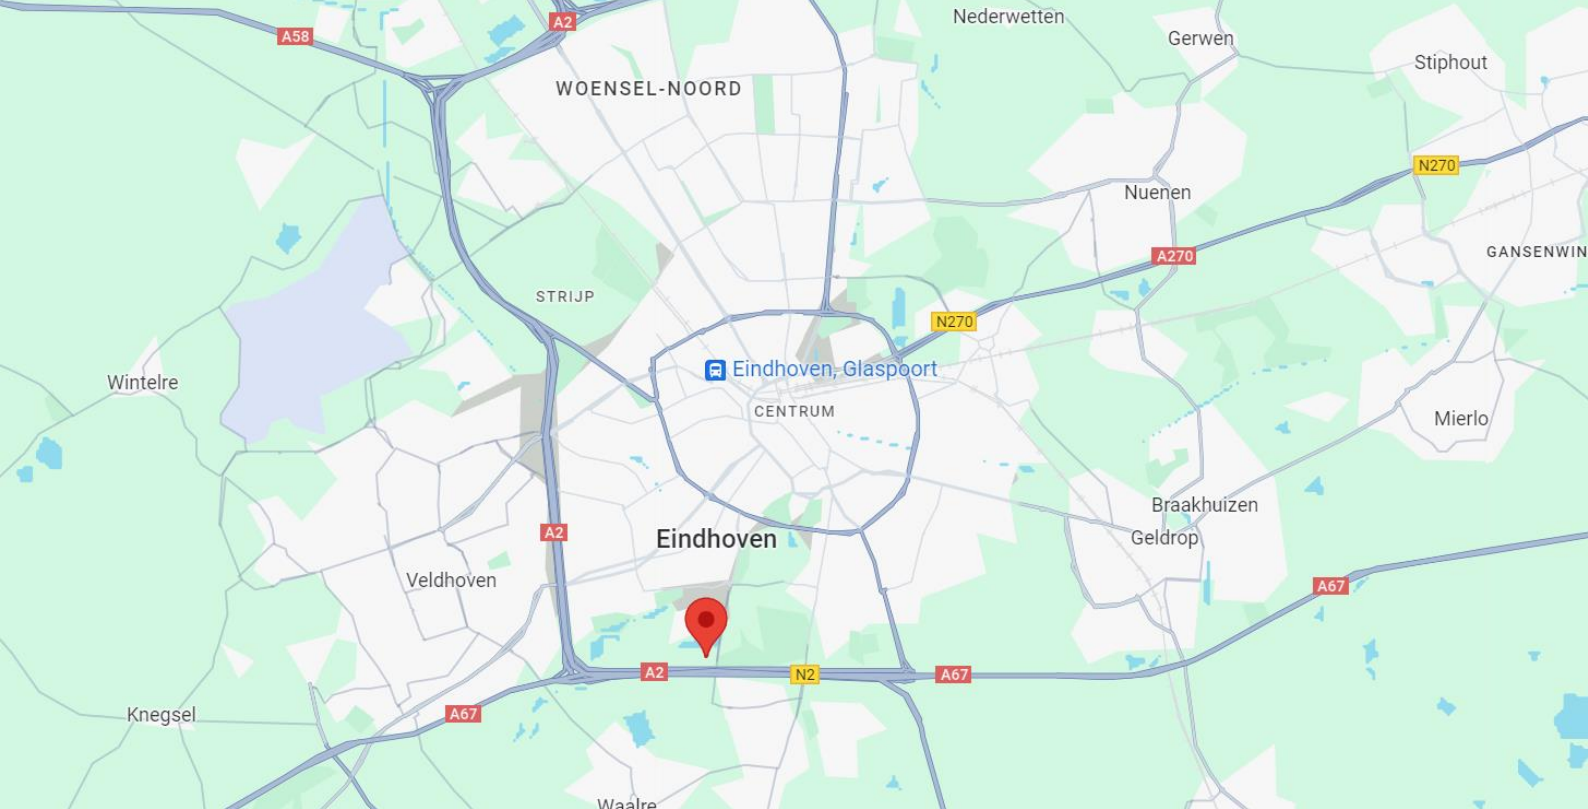 Nederwetten
A2
A58
Gerwen
Stiphout
WOENSEL-NOORD
N270
Nuenen
GANSENWIN
A270
STRIJP
N270
Eindhoven, Glaspoort
Wintelre
CENTRUM
Mierlo
Braakhuizen
A2
Eindhoven
Geldrop
Veldhoven
A67
A2
N2
A67
Knegsel
A67
Waalre